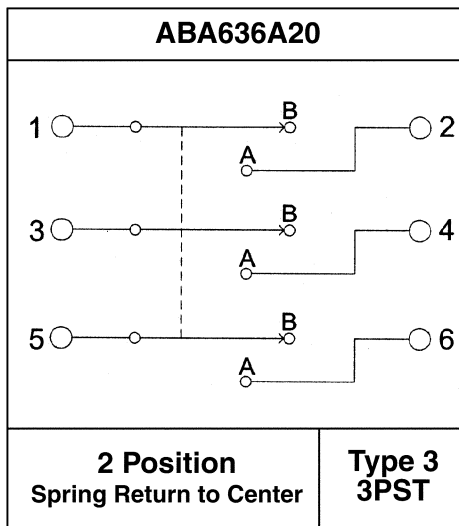 ABA636A20
B
1 2
A
B
3 4
A
B
5 6
A
2 Position
Spring Return to Center
Type 3
3PST